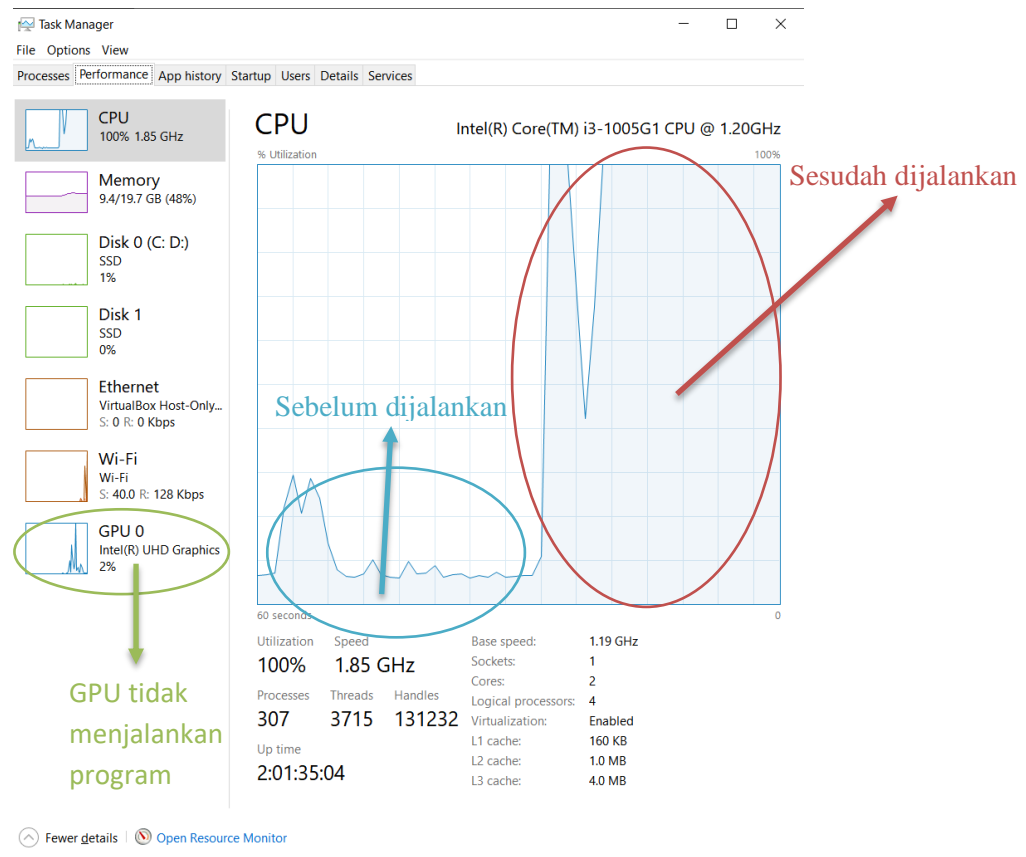 Task Manager
File Options View
Processes Performance App history Startup Users Details Services
CPU
100% 1.85 GHz
Memory
9.4/19.7 GB (48%)
Disk 0 (C: D:)
SSD
1%
Disk 1
SSD
0%
Ethernet
VirtualBox Host-Only...
S: 0 R: 0 Kbps
Wi-Fi
Wi-Fi
S: 40.0 R: 128 Kbps
GPU 0
Intel(R) UHD Graphics
2%
GPU tidak
menjalankan
program
CPU
Intel(R) Core(TM) i3-1005G1 CPU @ 1.20GHz
% Utilization 100%
Sesudah dijalankan
Sebelum dijalankan
60 seconds 0
Utilization Speed
100% 1.85 GHz
Processes Threads Handles
307 3715 131232
Up time
2:01:35:04
Base speed: 1.19 GHz
Sockets: 1
Cores: 2
Logical processors: 4
Virtualization: Enabled
L1 cache: 160 KB
L2 cache: 1.0 MB
L3 cache: 4.0 MB
Fewer details Open Resource Monitor